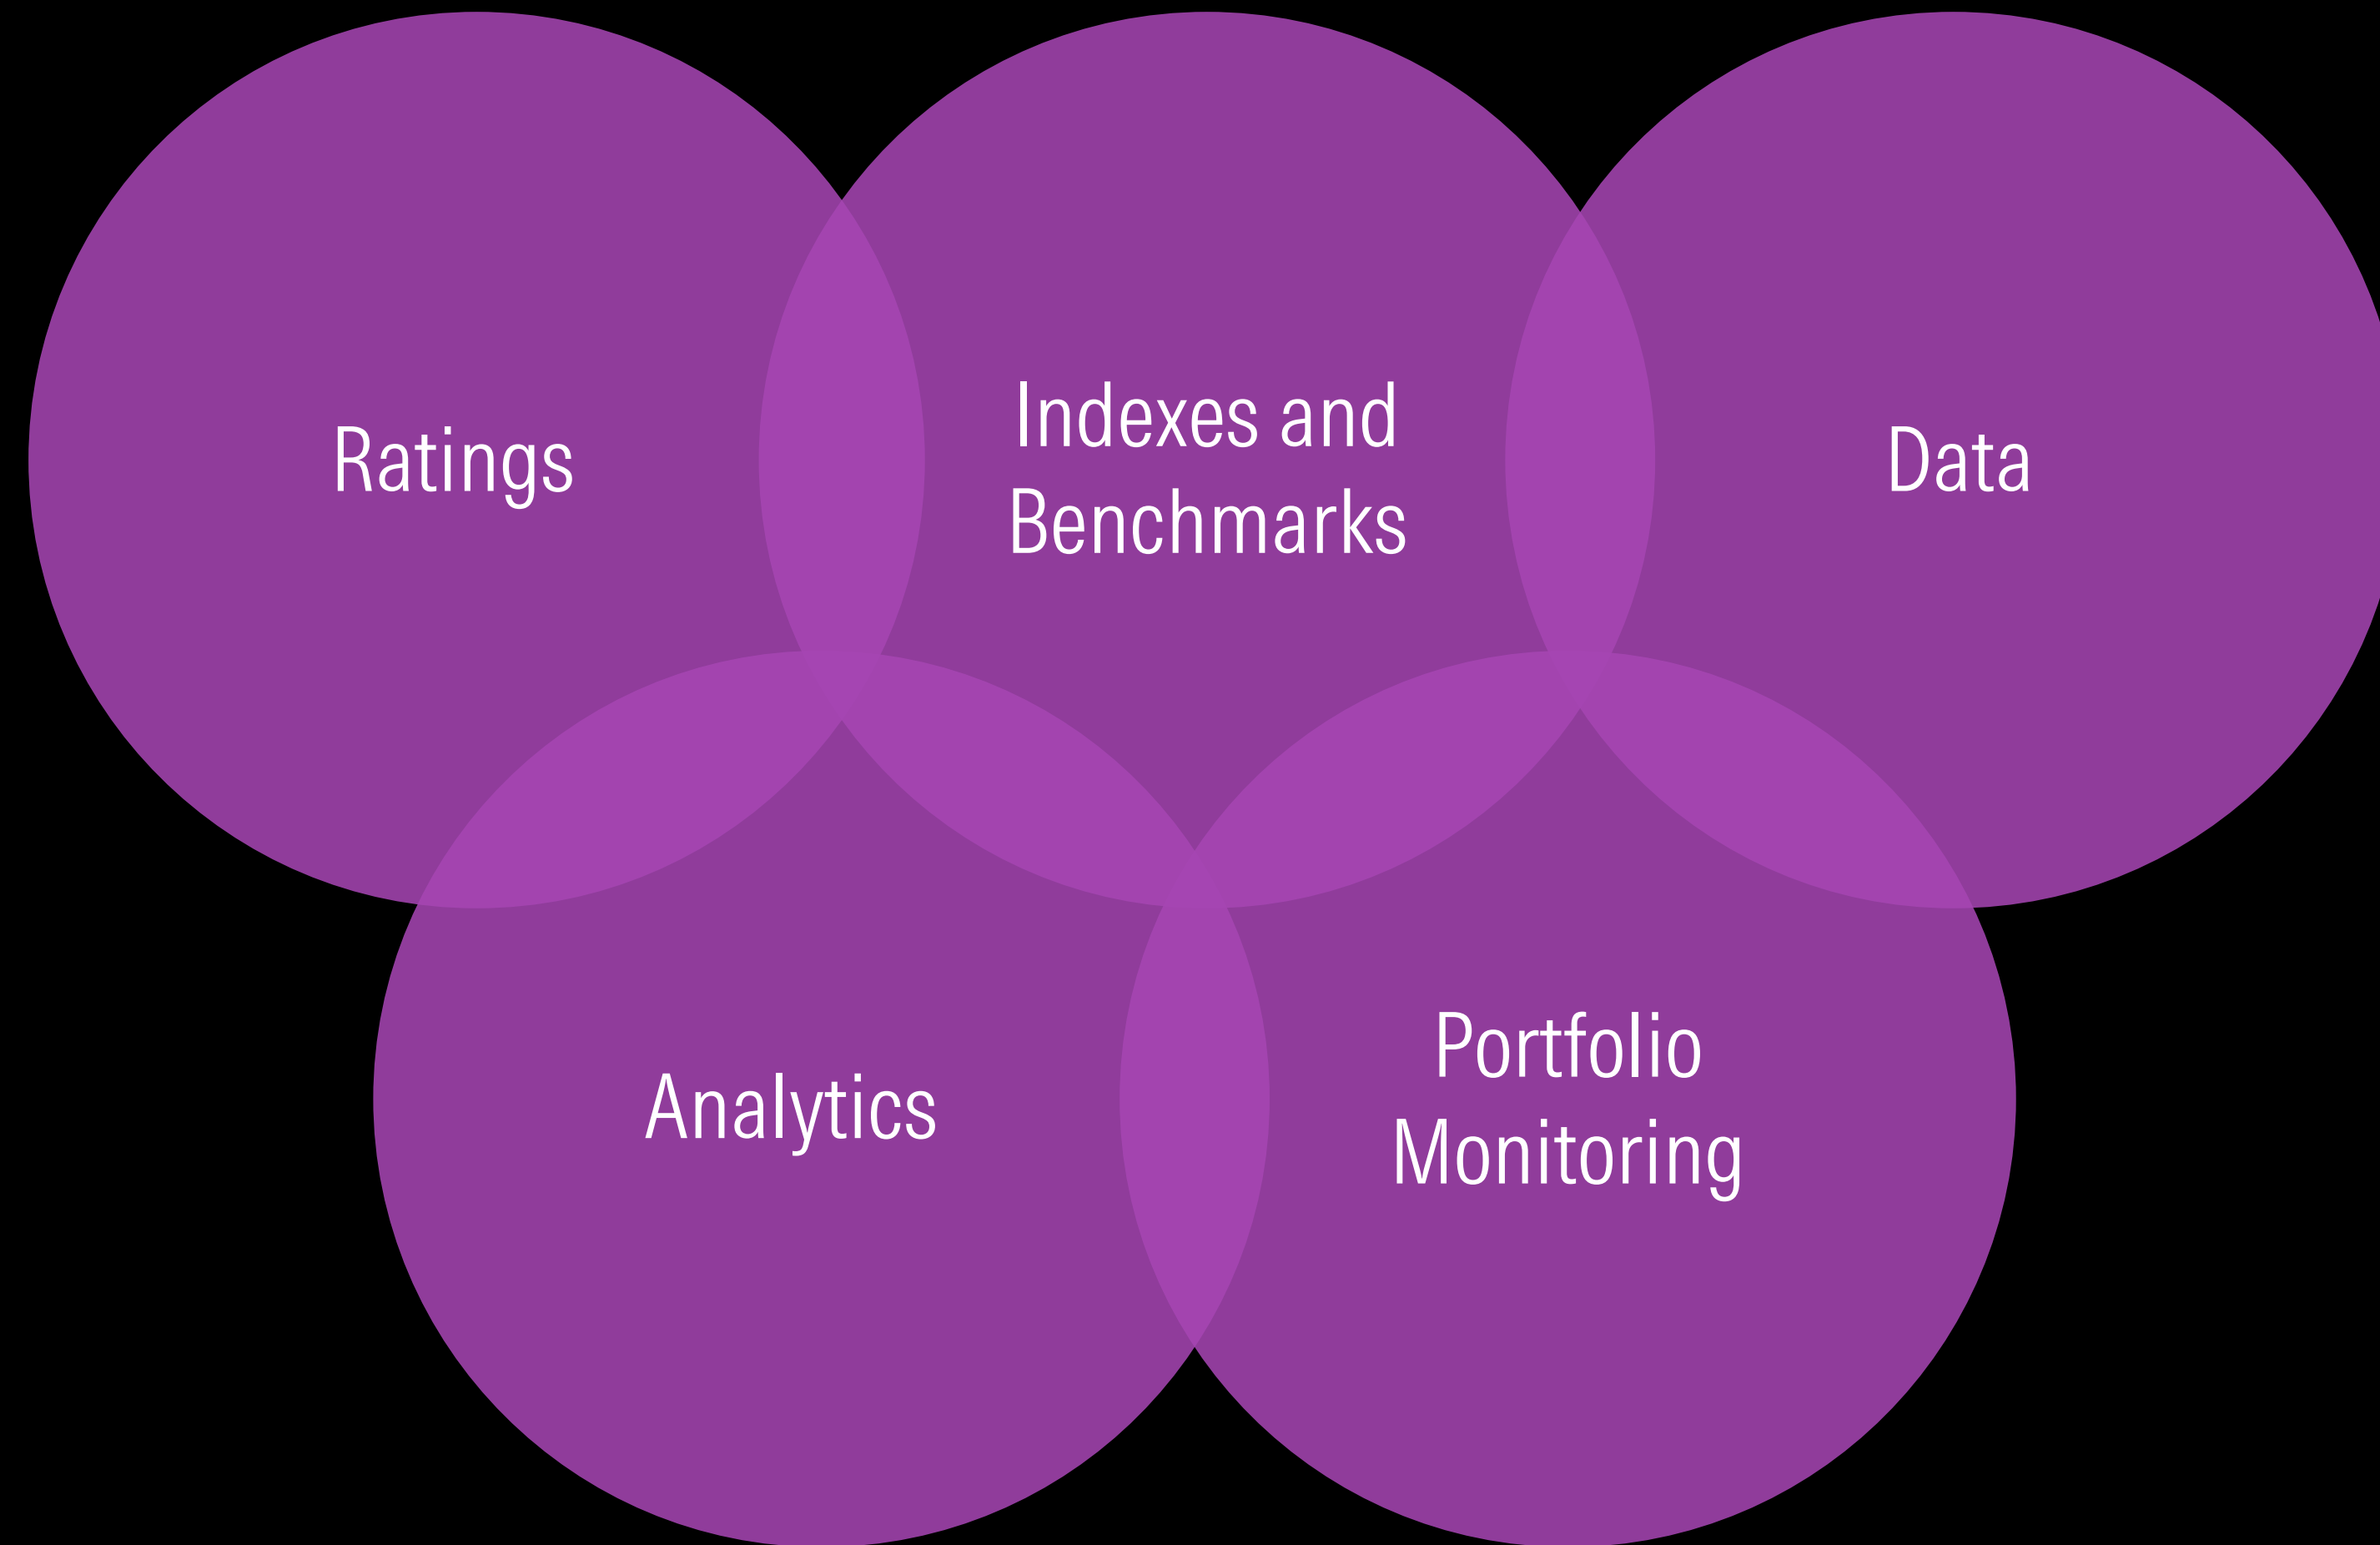 Ratings
Indexes and
Benchmarks
Data
Analytics
Portfolio
Monitoring